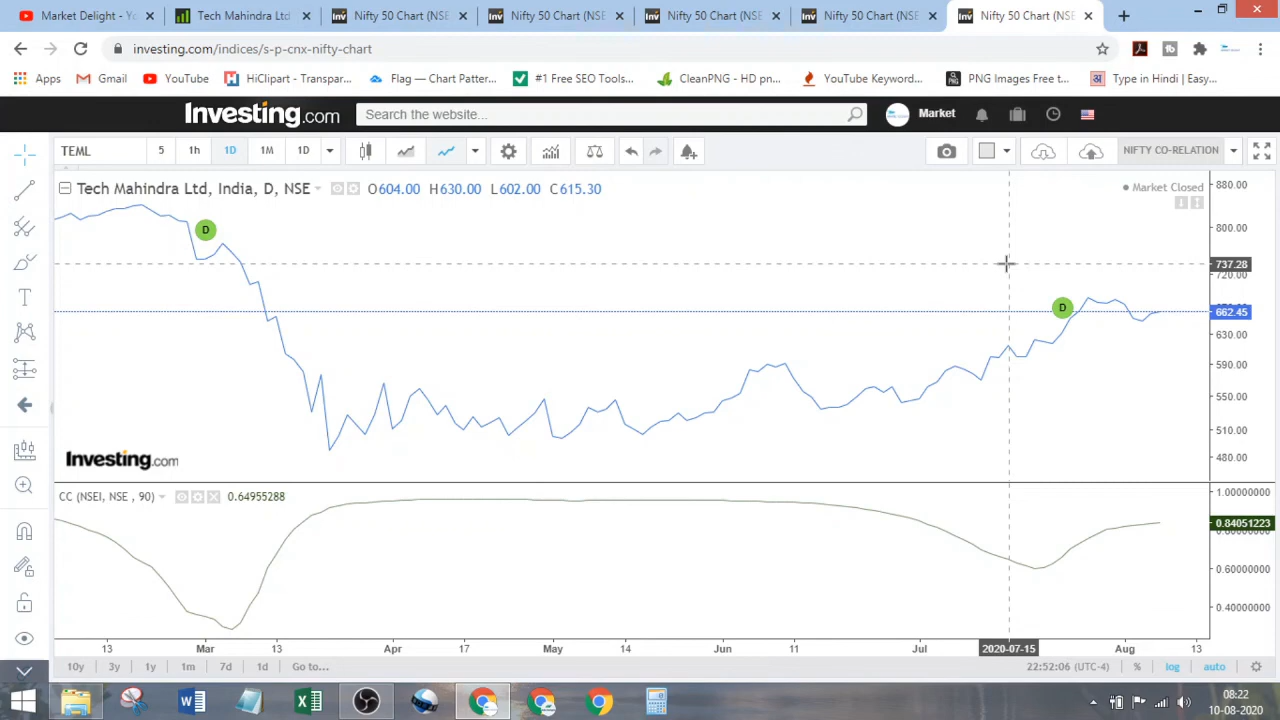 Market Delight - Y
Tech Mahindra Ltd
Nifty 50 Chart (NSE
Nifty 50 Chart (NSE
Nifty 50 Chart (NSE
Nifty 50 Chart (NSE
Nifty 50 Chart (NSE
investing.com/indices/s-p-cnx-nifty-chart
Apps
Gmail
YouTube
HiClipart - Transpar...
Flag — Chart Patter...
#1 Free SEO Tools...
CleanPNG - HD pn...
YouTube Keyword...
PNG Images Free t...
Type in Hindi | Easy...
Investing.com
Search the website...
Market
TEML
5
1h
1D
1M
1D
NIFTY CO-RELATION
Tech Mahindra Ltd, India, D, NSE
O604.00 H630.00 L602.00 C615.30
Market Closed
880.00
800.00
737.28
720.00
662.45
630.00
590.00
550.00
510.00
480.00
D
D
Investing.com
CC (NSEI, NSE , 90)
0.64955288
1.00000000
0.84051223
0.80000000
0.60000000
0.40000000
13
Mar
13
Apr
14
May
14
Jun
11
Jul
2020-07-15
Aug
13
10y
3y
1y
1m
7d
1d
Go to...
22:52:06 (UTC-4)
%
log
auto
08:22
10-08-2020